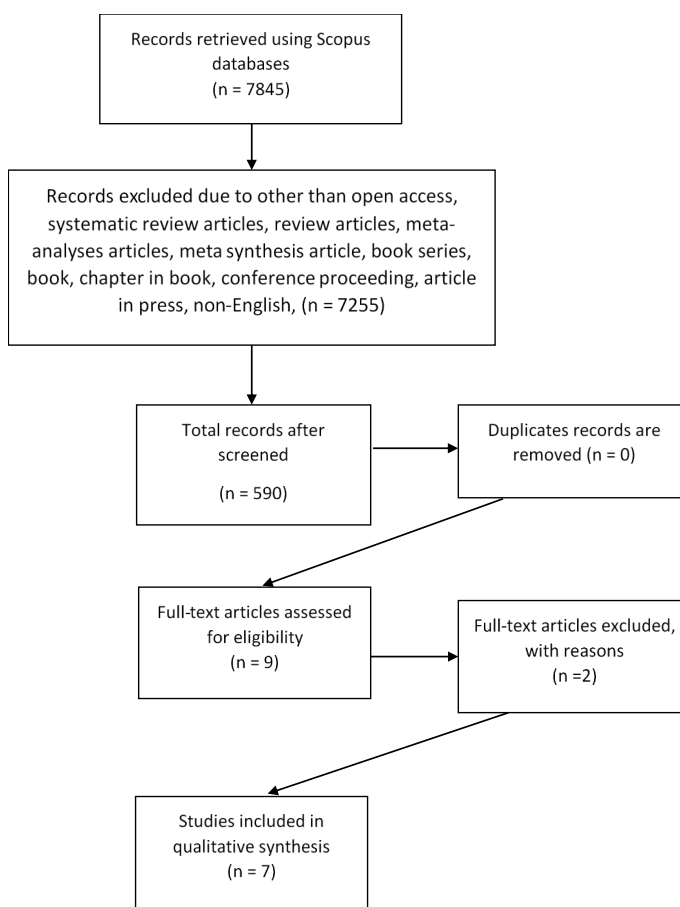 Records retrieved using Scopus
databases
(n = 7845)
Records excluded due to other than open access,
systematic review articles, review articles, meta-
analyses articles, meta synthesis article, book series,
book, chapter in book, conference proceeding, article
in press, non-English, (n = 7255)
Total records after
screened
(n = 590)
Duplicates records are
removed (n = 0)
Full-text articles assessed
for eligibility
(n = 9)
Full-text articles excluded,
with reasons
(n =2)
Studies included in
qualitative synthesis
(n = 7)